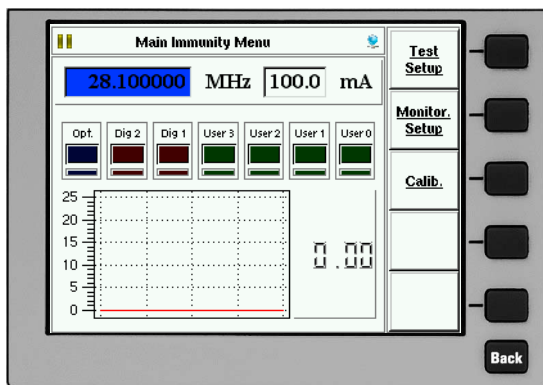 Main Immunity Menu
28.100000 MHz 100.0 mA
Opt. Dig 2 Dig 1 User 3 User 2 User 1 User 0
25
20
15
10
5
0
0.00
Test
Setup
Monitor.
Setup
Calib.
Back